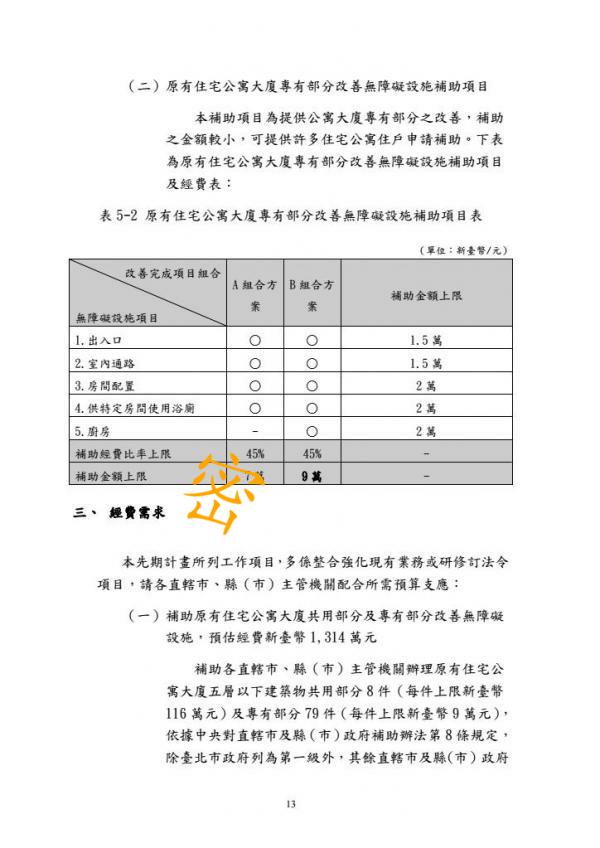 （二）原有住宅公寓大廈專有部分改善無障礙設施補助項目
本補助項目為提供公寓大廈專有部分之改善，補助
之金額較小，可提供許多住宅公寓住戶申請補助。下表
為原有住宅公寓大廈專有部分改善無障礙設施補助項目
及經費表：
表 5-2 原有住宅公寓大廈專有部分改善無障礙設施補助項目表
（單位：新臺幣/元）
改善完成項目組合
無障礙設施項目
A 組合方案
B 組合方案
補助金額上限
1.出入口 ○ ○ 1.5 萬
2.室內通路 ○ ○ 1.5 萬
3.房間配置 ○ ○ 2 萬
4.供特定房間使用浴廁 ○ ○ 2 萬
5.廚房 - ○ 2 萬
補助經費比率上限 45% 45% -
補助金額上限 萬 9 萬 -
密
三、 經費需求
本先期計畫所列工作項目，多係整合強化現有業務或研修訂法令
項目，請各直轄市、縣（市）主管機關配合所需預算支應：
（一）補助原有住宅公寓大廈共用部分及專有部分改善無障礙
設施，預估經費新臺幣 1,314 萬元
補助各直轄市、縣（市）主管機關辦理原有住宅公
寓大廈五層以下建築物共用部分 8 件（每件上限新臺幣
116 萬元）及專有部分 79 件（每件上限新臺幣 9 萬元），
依據中央對直轄市及縣（市）政府補助辦法第 8 條規定，
除臺北市政府列為第一級外，其餘直轄市及縣(市）政府
13